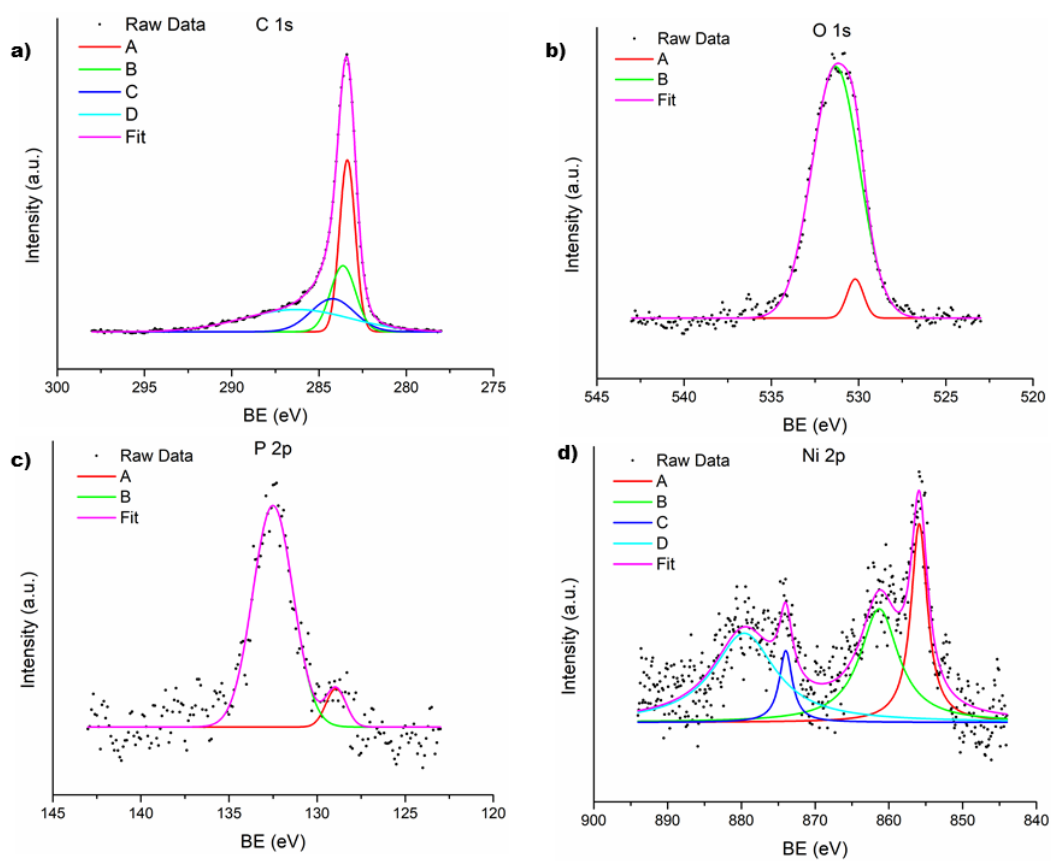 a)
C 1s
Raw Data
A
B
C
D
Fit
Intensity (a.u.)
300 295 290 285 280 275
BE (eV)
b)
O 1s
Raw Data
A
B
Fit
Intensity (a.u.)
545 540 535 530 525 520
BE (eV)
c)
P 2p
Raw Data
A
B
Fit
Intensity (a.u.)
145 140 135 130 125 120
BE (eV)
d)
Ni 2p
Raw Data
A
B
C
D
Fit
Intensity (a.u.)
900 890 880 870 860 850 840
BE (eV)